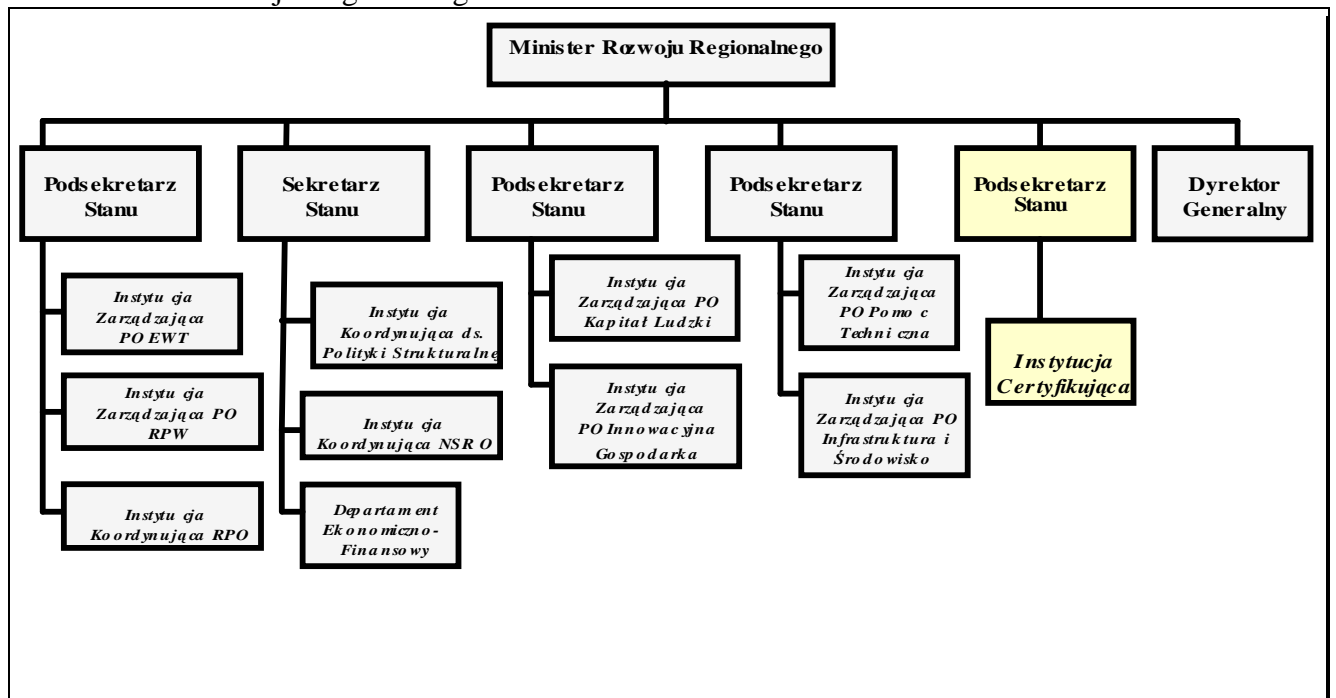 Minister Rozwoju Regionalnego
Podsekretarz
Stanu
Sekretarz
Stanu
Podsekretarz
Stanu
Podsekretarz
Stanu
Podsekretarz
Stanu
Dyrektor
Generalny
Instytucja
Zarządzająca
PO EWT
Instytucja
Zarządzająca PO
RPW
Instytucja
Koordynująca RPO
Instytucja
Koordynująca ds.
Polityki Strukturalnej
Instytucja
Koordynująca NSRO
Departament
Ekonomiczno-
Finansowy
Instytucja
Zarządzająca PO
Kapitał Ludzki
Instytucja
Zarządzająca
PO Innowacyjna
Gospodarka
Instytucja
Zarządzająca
PO Pomoc
Techniczna
Instytucja
Zarządzająca PO
Infrastruktura i
Środowisko
Instytucja
Certyfikująca